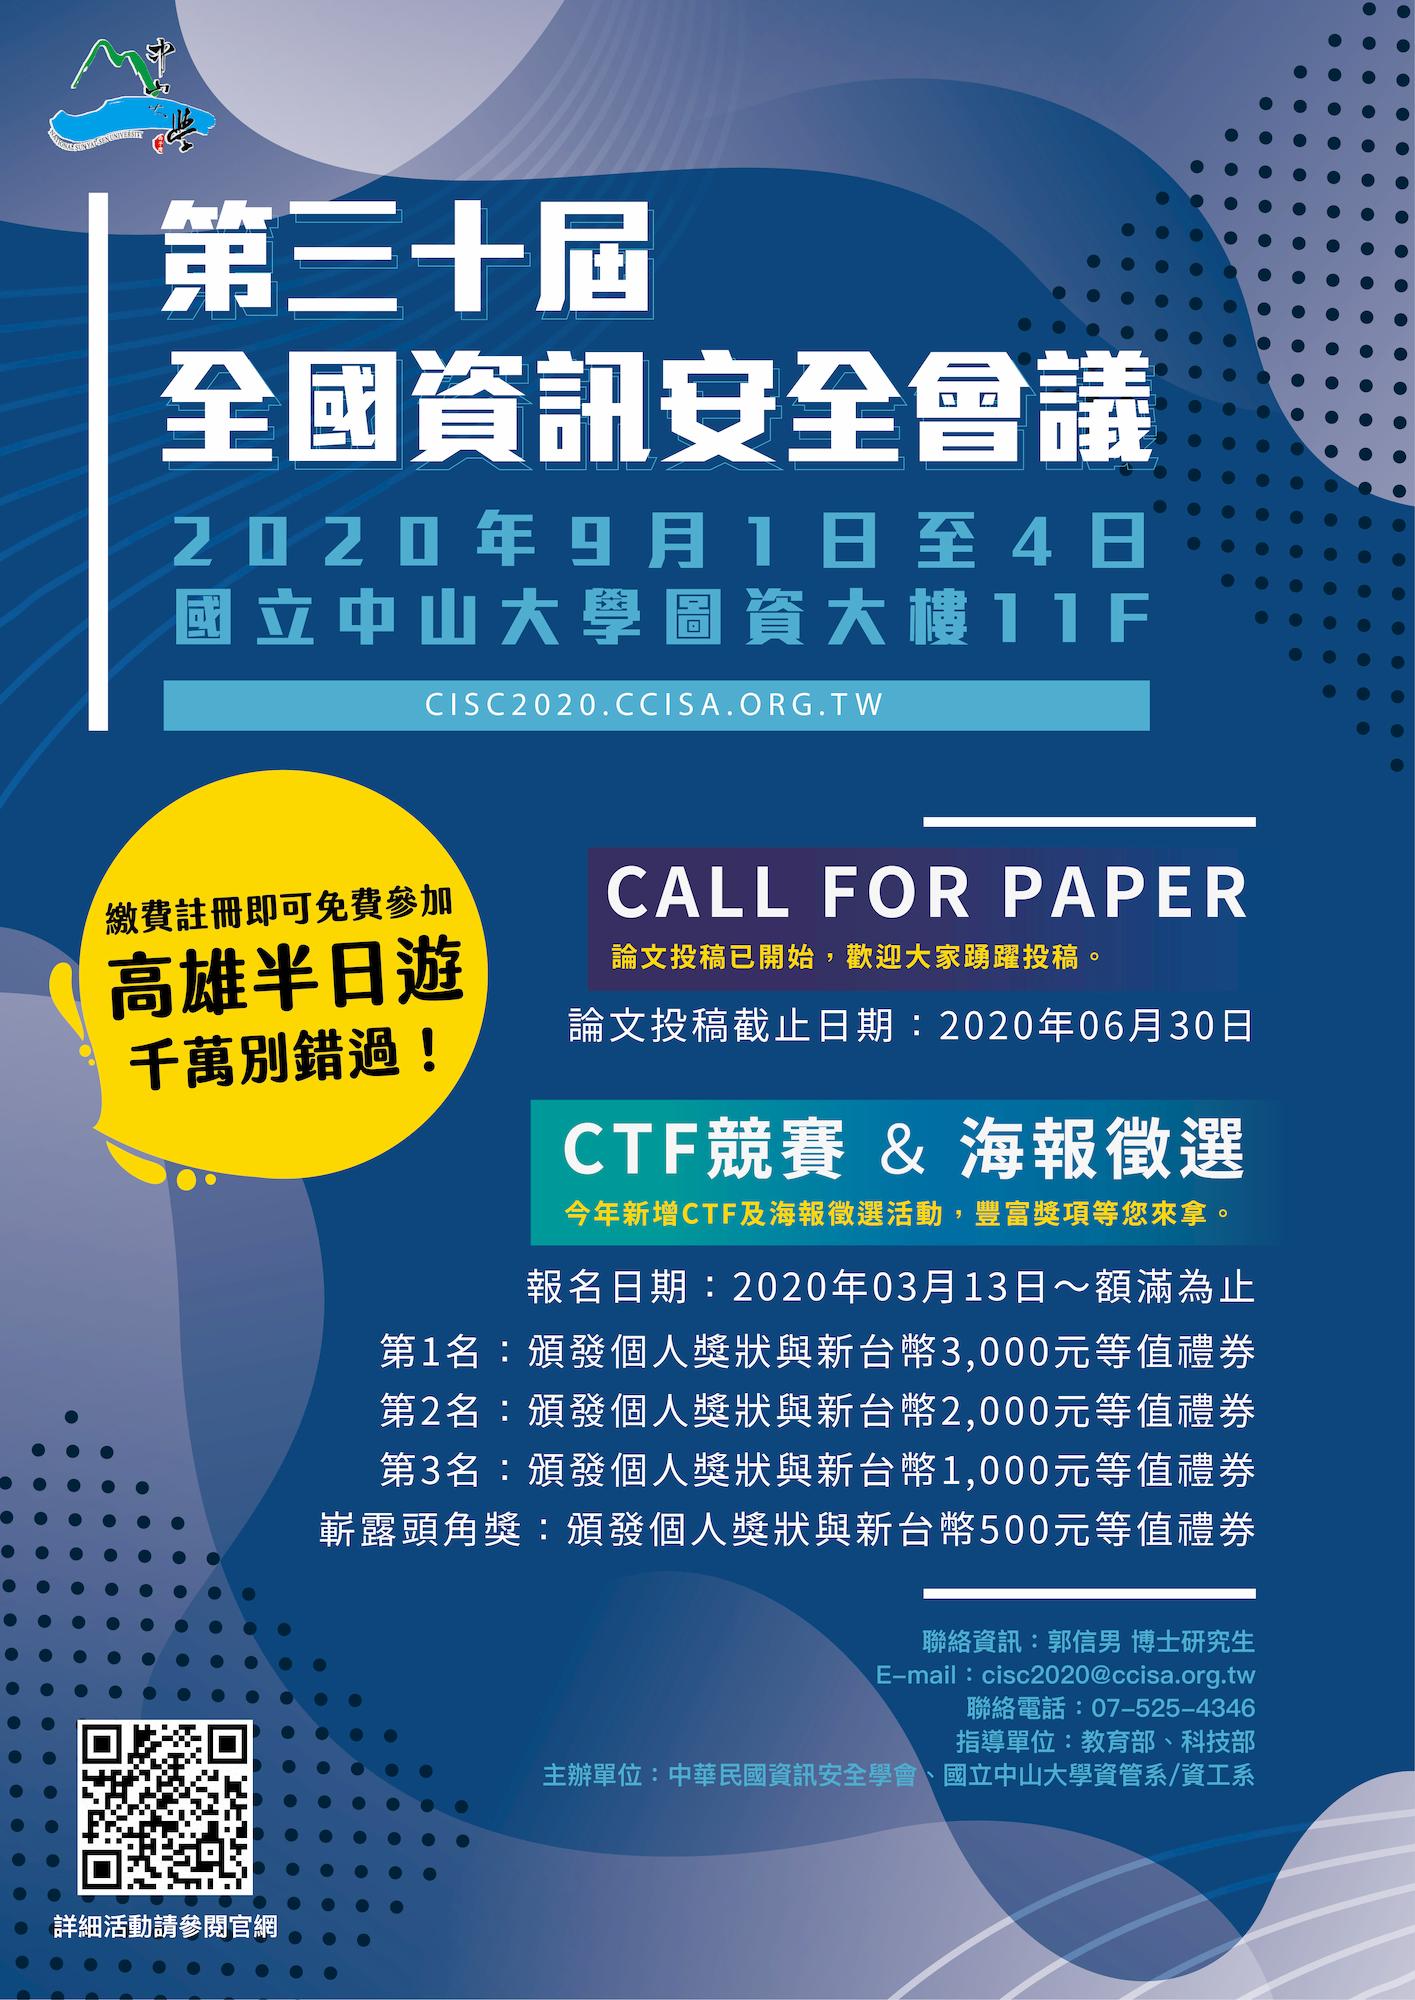 中山大學
NATIONAL SUN YAT-SEN UNIVERSITY
第三十屆
全國資訊安全會議
2020年9月1日至4日
國立中山大學圖資大樓11F
CISC2020.CCISA.ORG.TW
繳費註冊即可免費參加
高雄半日遊
千萬別錯過！
CALL FOR PAPER
論文投稿已開始，歡迎大家踴躍投稿。
論文投稿截止日期：2020年06月30日
CTF競賽 & 海報徵選
今年新增CTF及海報徵選活動，豐富獎項等您來拿。
報名日期：2020年03月13日～額滿為止
第1名：頒發個人獎狀與新台幣3,000元等值禮券
第2名：頒發個人獎狀與新台幣2,000元等值禮券
第3名：頒發個人獎狀與新台幣1,000元等值禮券
嶄露頭角獎：頒發個人獎狀與新台幣500元等值禮券
聯絡資訊：郭信男 博士研究生
E-mail：cisc2020@ccisa.org.tw
聯絡電話：07-525-4346
指導單位：教育部、科技部
主辦單位：中華民國資訊安全學會、國立中山大學資管系/資工系
詳細活動請參閱官網